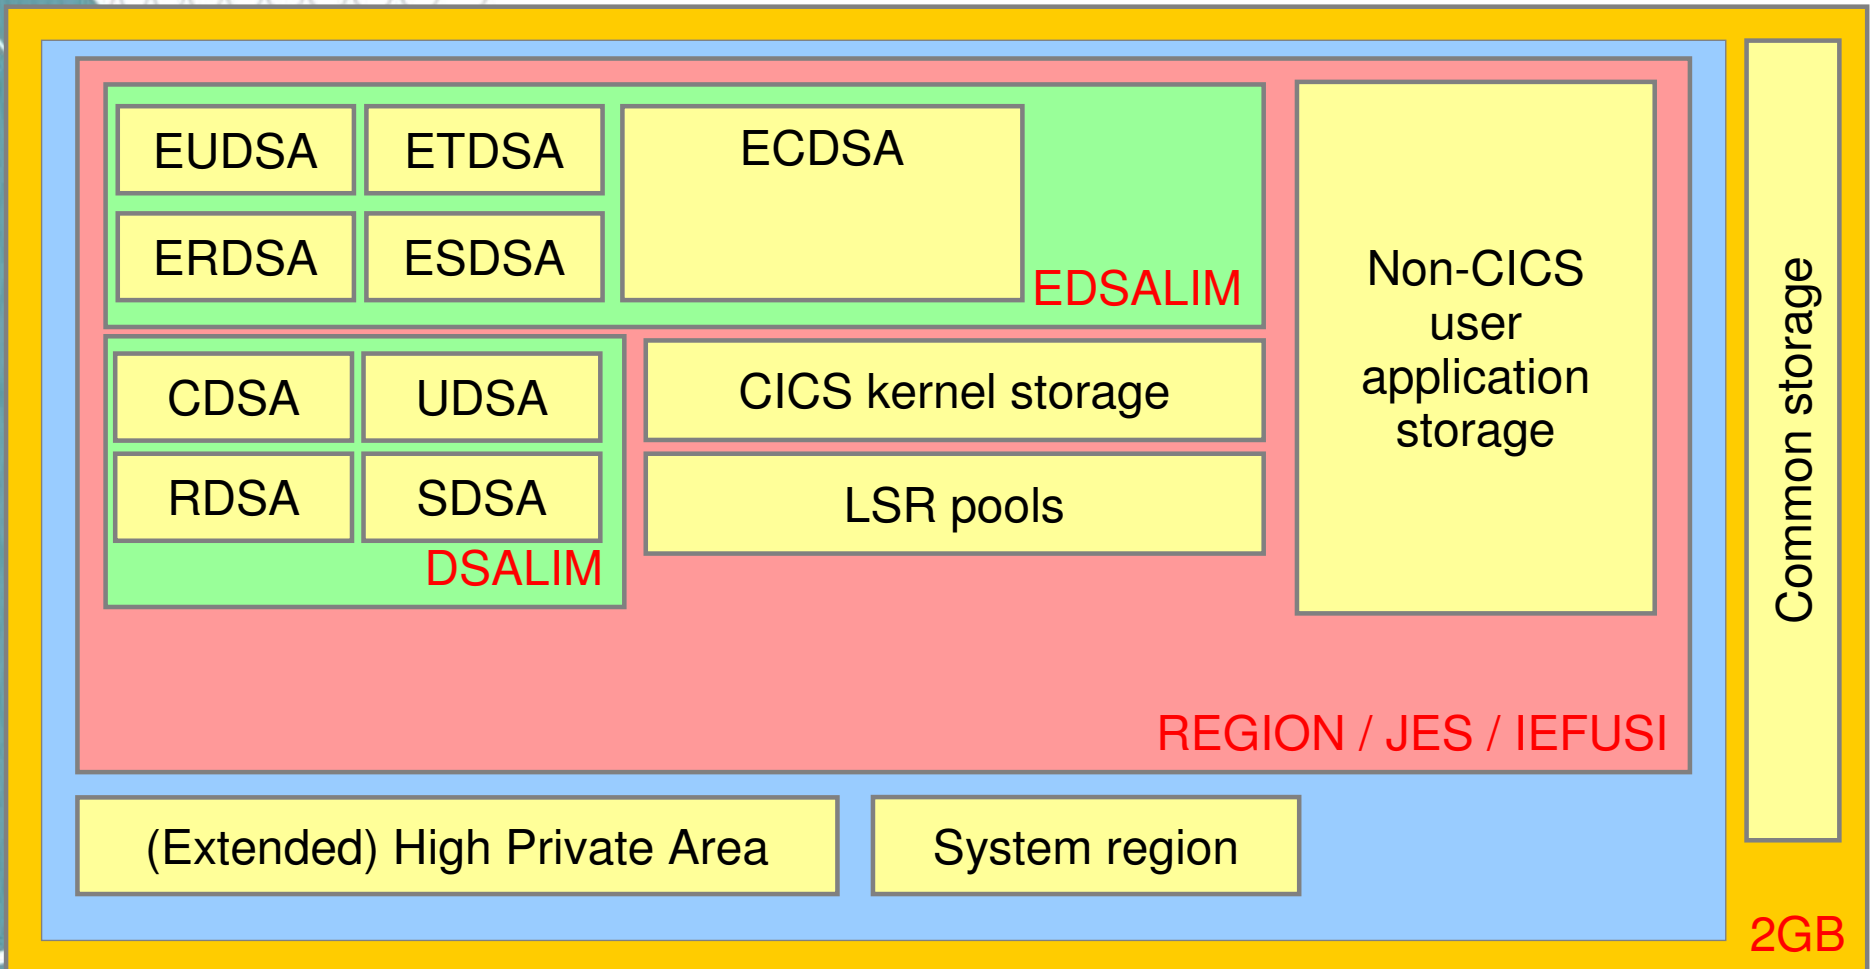 EUDSA
ETDSA
ECDSA
ERDSA
ESDSA
EDSALIM
CDSA
UDSA
RDSA
SDSA
DSALIM
CICS kernel storage
LSR pools
Non-CICS
user
application
storage
REGION / JES / IEFUSI
(Extended) High Private Area
System region
Common storage
2GB